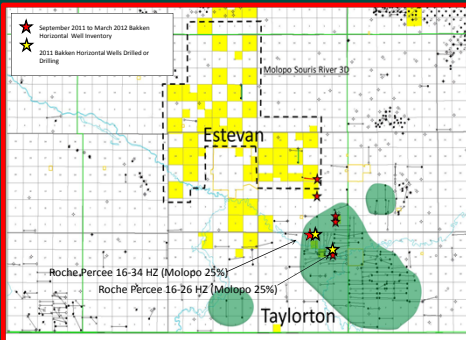 September 2011 to March 2012 Bakken
Horizontal Well Inventory
2011 Bakken Horizontal Wells Drilled or
Drilling
Molopo Souris River 3D
Estevan
Roche Percee 16-34 HZ (Molopo 25%)
Roche Percee 16-26 HZ (Molopo 25%)
Taylorton